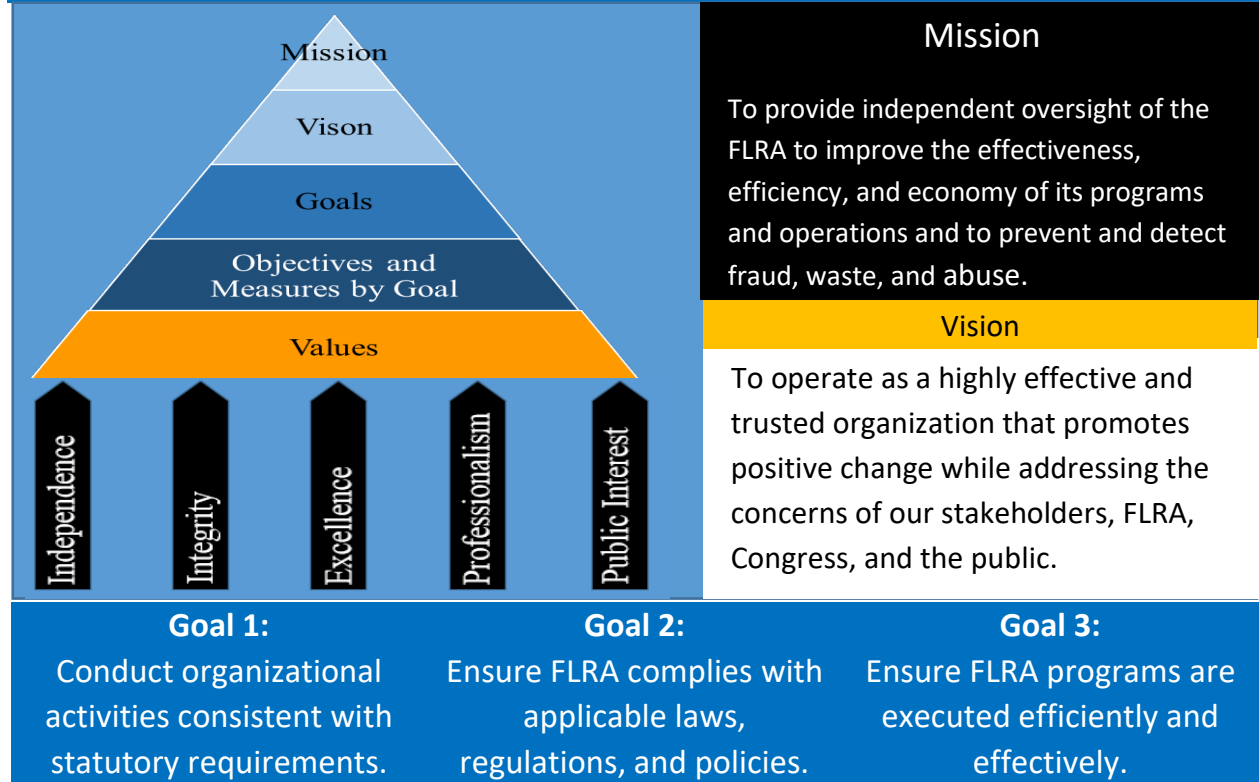 Mission
Vison
Goals
Objectives and
Measures by Goal
Values
Independence
Integrity
Excellence
Professionalism
Public Interest
Mission
To provide independent oversight of the
FLRA to improve the effectiveness,
efficiency, and economy of its programs
and operations and to prevent and detect
fraud, waste, and abuse.
Vision
To operate as a highly effective and
trusted organization that promotes
positive change while addressing the
concerns of our stakeholders, FLRA,
Congress, and the public.
Goal 1:
Conduct organizational
activities consistent with
statutory requirements.
Goal 2:
Ensure FLRA complies with
applicable laws,
regulations, and policies.
Goal 3:
Ensure FLRA programs are
executed efficiently and
effectively.